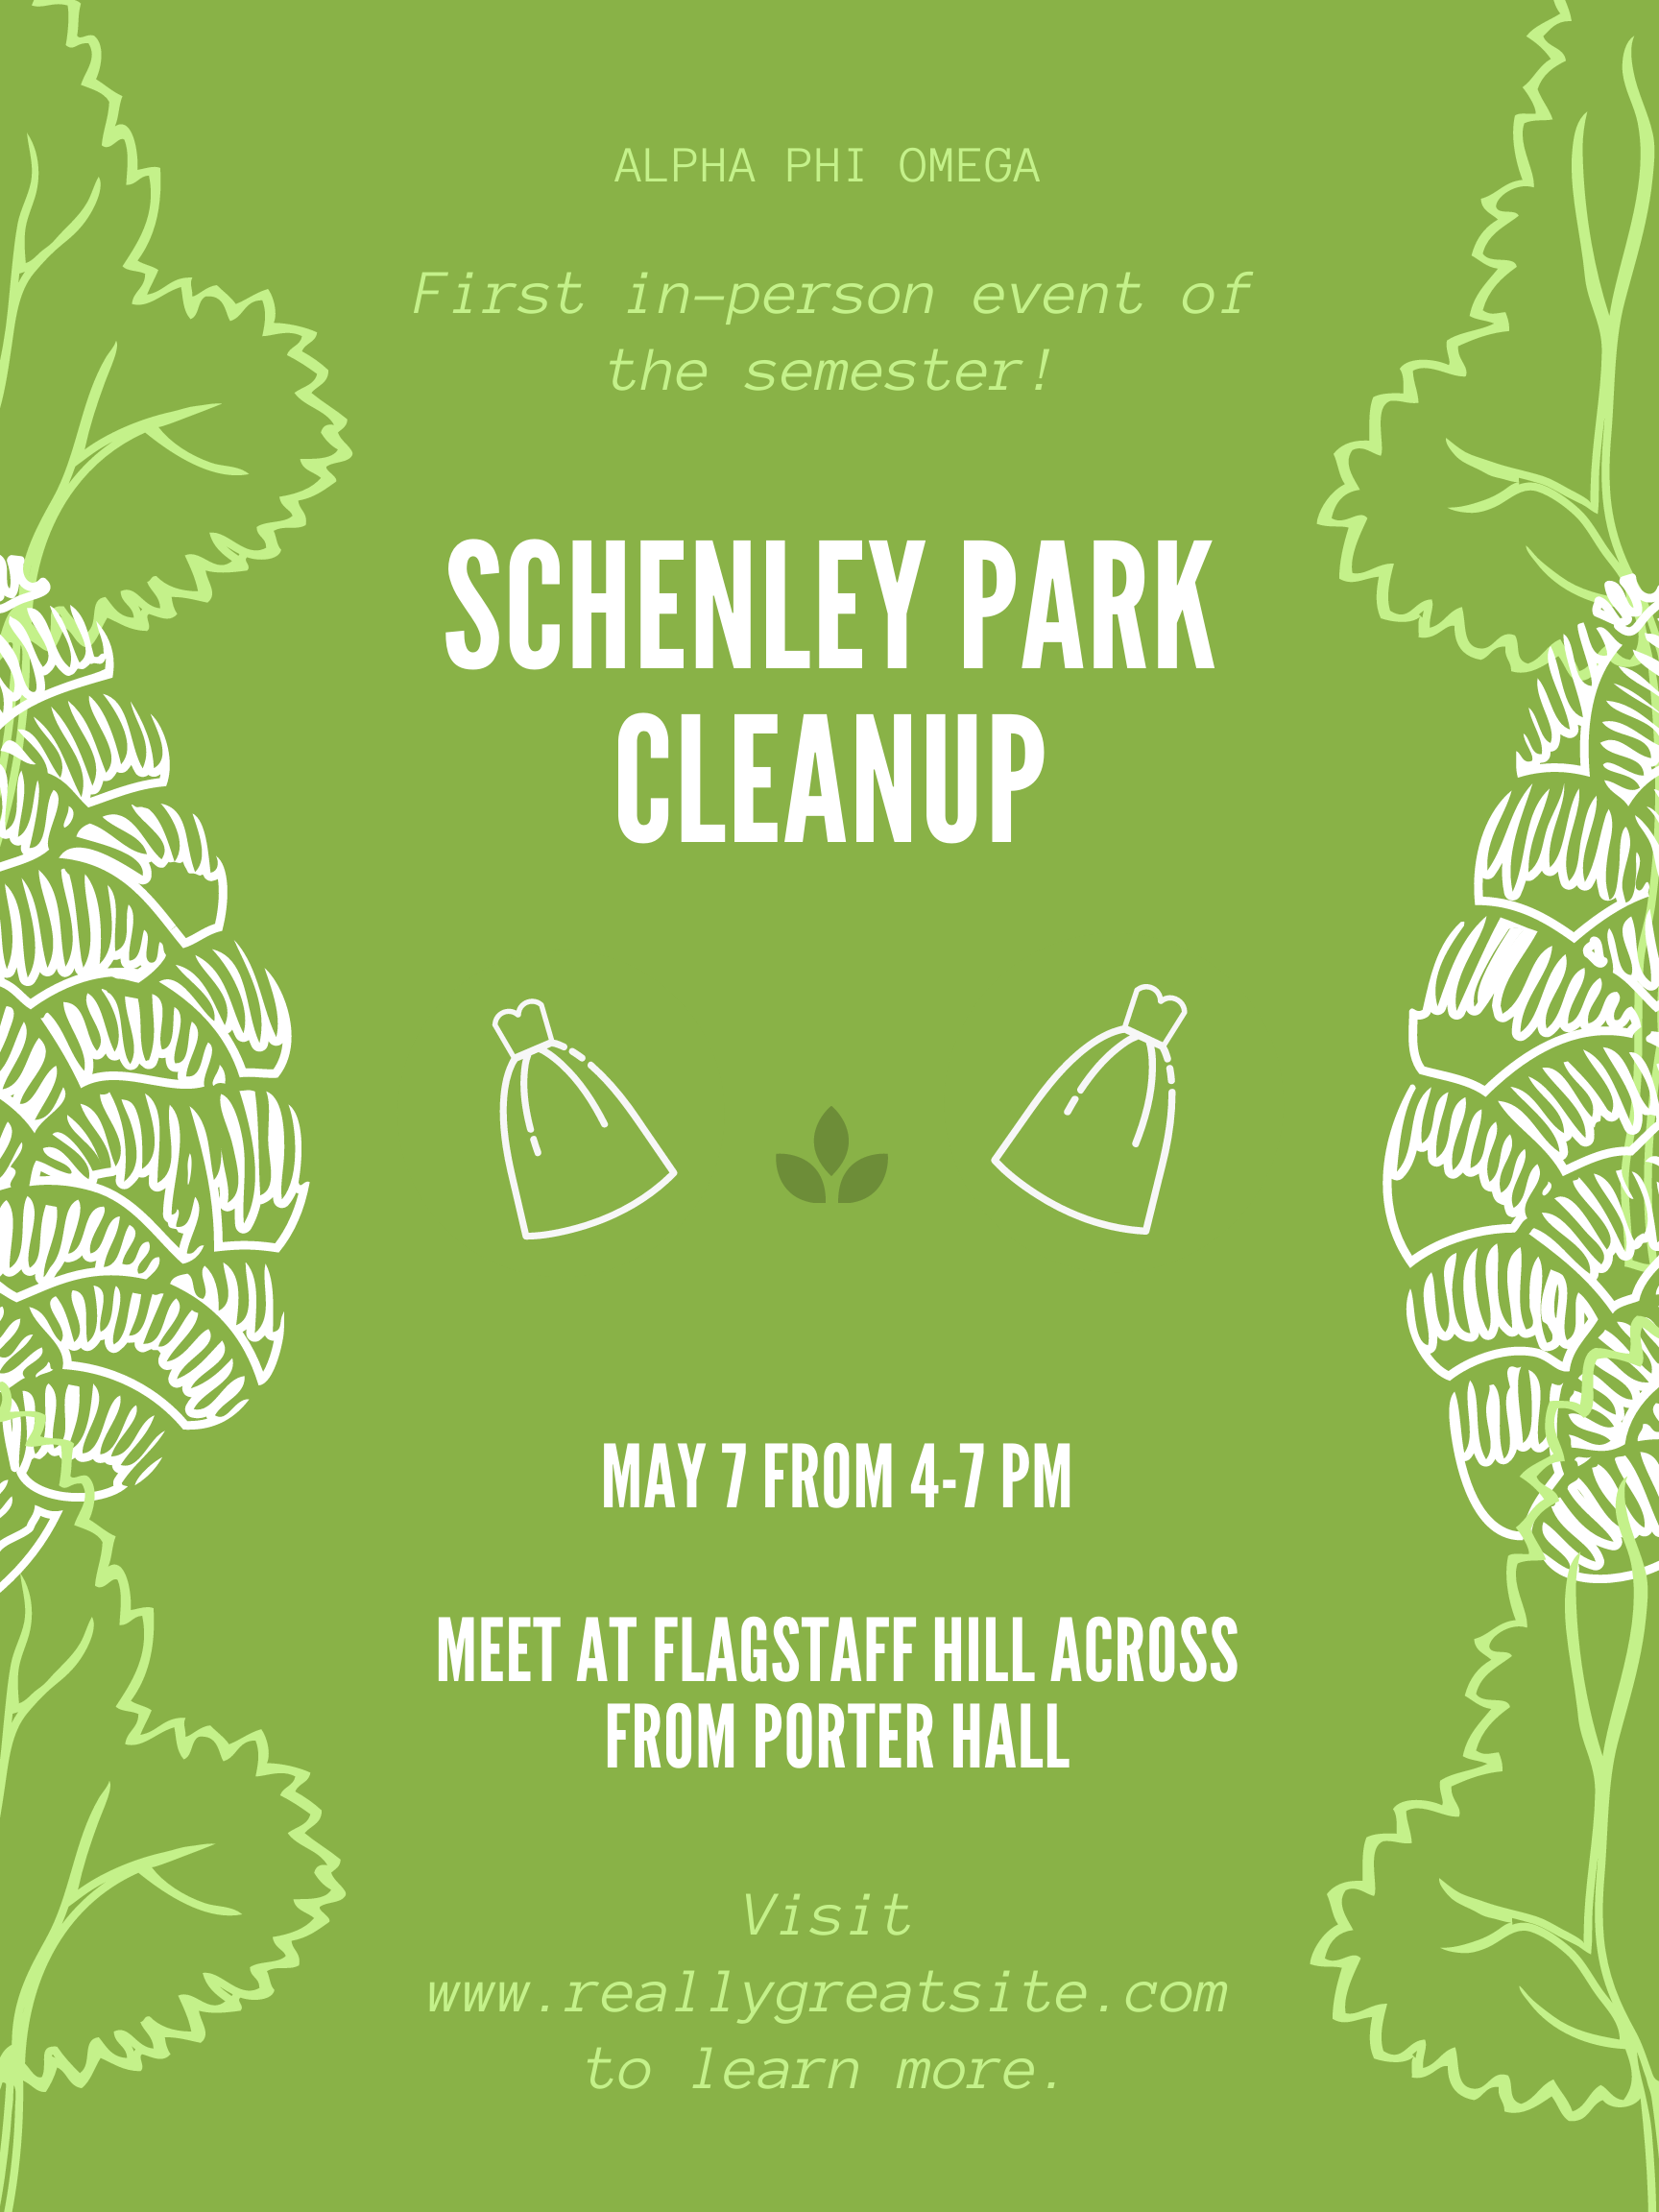 ALPHA PHI OMEGA
First in-person event of
the semester!
SCHENLEY PARK
CLEANUP
MAY 7 FROM 4-7 PM
MEET AT FLAGSTAFF HILL ACROSS
FROM PORTER HALL
Visit
www.reallygreatsite.com
to learn more.